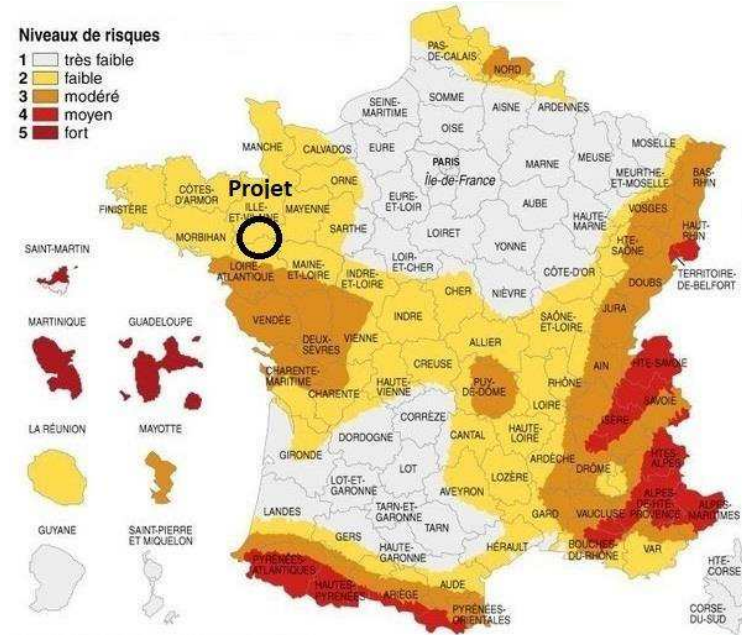 Niveaux de risques
1 très faible
2 faible
3 modéré
4 moyen
5 fort
PAS-
DE-CALAIS
NORD
SOMME
SEINE-
MARITIME
AISNE
ARDENNES
OISE
MANCHE
CALVADOS
EURE
PARIS
Île-de-France
MARNE
MEUSE
MOSELLE
MEURTHE-
ET-MOSELLE
BAS-
RHIN
ORNE
Projet
CÔTES-
D'ARMOR
ILLE-
ET-VILAINE
MAYENNE
FINISTÈRE
MORBIHAN
SARTHE
EURE-
ET-LOIR
AUBE
HAUTE-
MARNE
VOSGES
HAUT-
RHIN
LOIRET
YONNE
HTE-
SAÔNE
TERRITOIRE-
DE-BELFORT
LOIR-
ET-CHER
CÔTE-D'OR
DOUBS
LOIRE-
ATLANTIQUE
MAINE-
ET-LOIRE
INDRE-
ET-LOIRE
CHER
NIÈVRE
JURA
SAINT-MARTIN
MARTINIQUE
GUADELOUPE
VENDÉE
DEUX-
SÈVRES
VIENNE
INDRE
SAÔNE-
ET-LOIRE
ALLIER
CREUSE
AIN
HTE-SAVOIE
CHARENTE-
MARITIME
CHARENTE
HAUTE-
VIENNE
PUY-
DE-DÔME
RHÔNE
LOIRE
SAVOIE
ISÈRE
CORRÈZE
LA RÉUNION
MAYOTTE
DORDOGNE
CANTAL
HAUTE-
LOIRE
GIRONDE
LOT
ARDÈCHE
DRÔME
HTES-
ALPES
LOT-ET-
GARONNE
AVEYRON
LOZÈRE
LANDES
TARN-ET-
GARONNE
TARN
GARD
VAUCLUSE
ALPES-
DE-HTE-
PROVENCE
ALPES-
MARITIMES
GUYANE
SAINT-PIERRE
ET MIQUELON
GERS
HAUTE-
GARONNE
HÉRAULT
BOUCHES-
DU-RHÔNE
VAR
PYRÉNÉES-
ATLANTIQUES
HAUTES-
PYRÉNÉES
ARIÈGE
AUDE
PYRÉNÉES-
ORIENTALES
HTE-
CORSE
CORSE-
DU-SUD